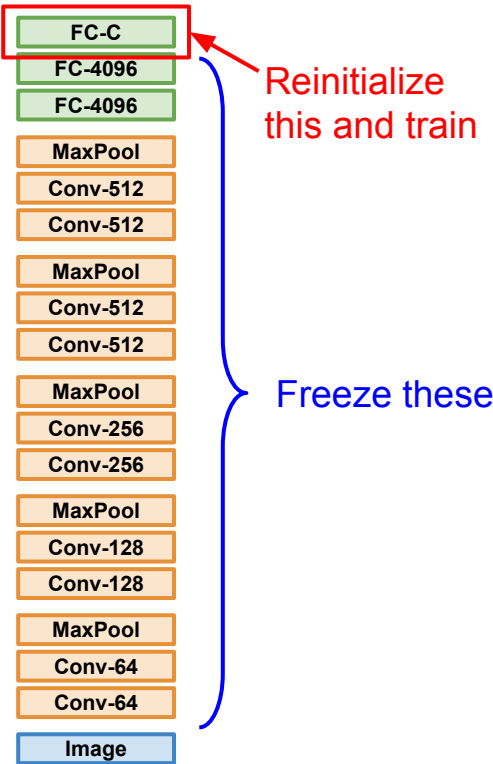 FC-C
FC-4096
FC-4096
Reinitialize
this and train
MaxPool
Conv-512
Conv-512
MaxPool
Conv-512
Conv-512
MaxPool
Conv-256
Conv-256
Freeze these
MaxPool
Conv-128
Conv-128
MaxPool
Conv-64
Conv-64
Image